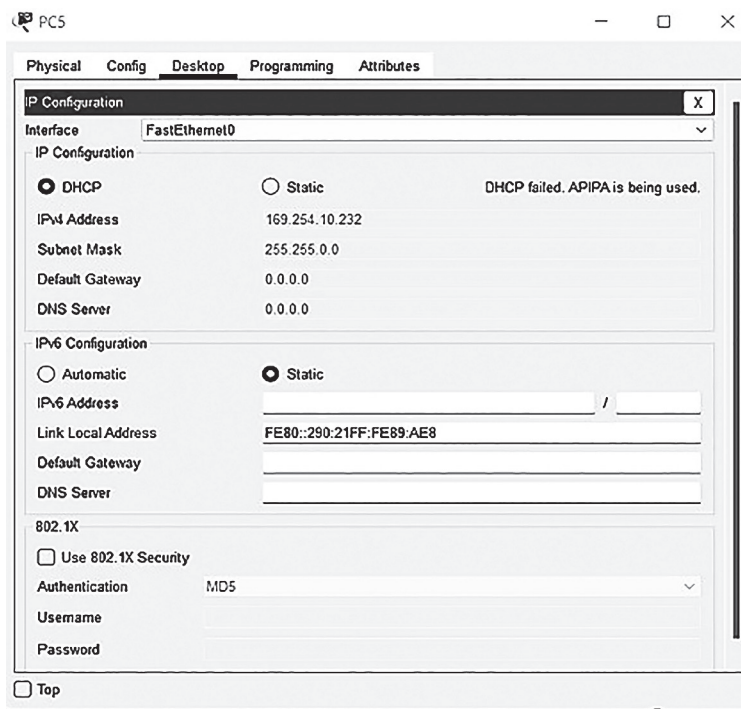 PC5
Physical Config Desktop Programming Attributes
IP Configuration X
Interface FastEthernet0
IP Configuration
DHCP Static DHCP failed. APIPA is being used.
IPv4 Address 169.254.10.232
Subnet Mask 255.255.0.0
Default Gateway 0.0.0.0
DNS Server 0.0.0.0
IPv6 Configuration
Automatic Static
IPv6 Address /
Link Local Address FE80::290:21FF:FE89:AE8
Default Gateway
DNS Server
802.1X
Use 802.1X Security
Authentication MD5
Username
Password
Top